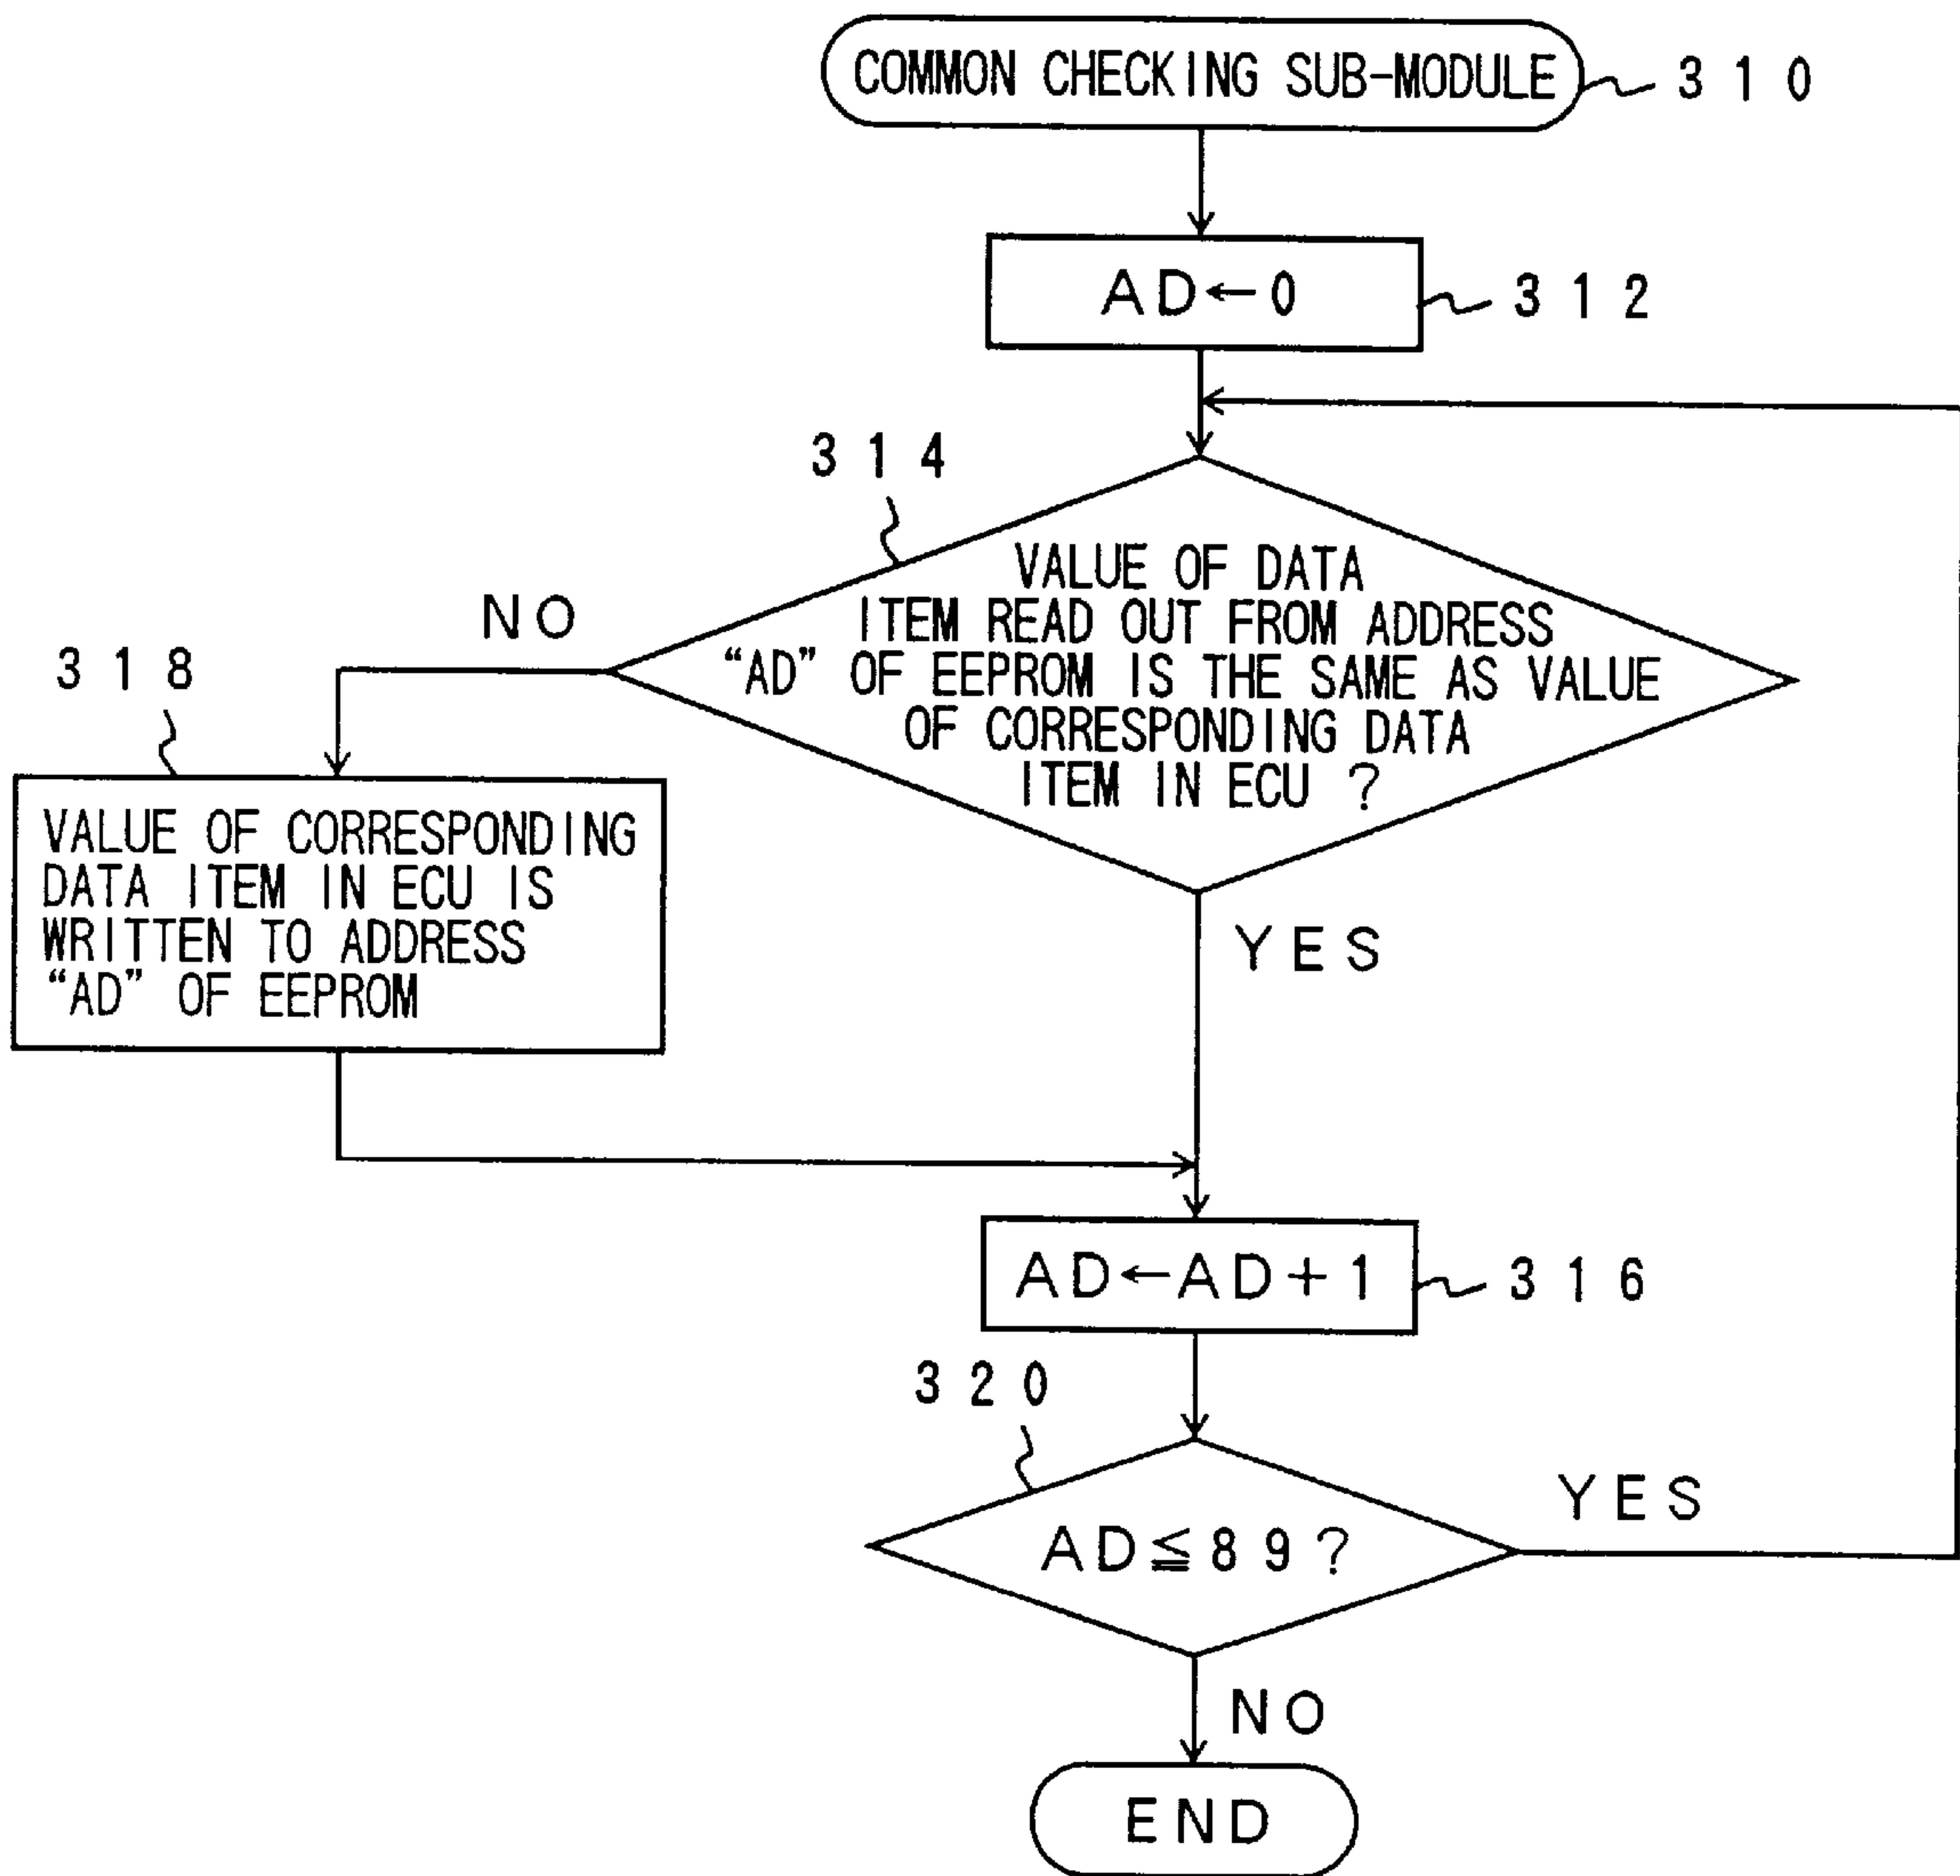 COMMON CHECKING SUB-MODULE
310
AD←0
312
314
VALUE OF DATA
ITEM READ OUT FROM ADDRESS
“AD” OF EEPROM IS THE SAME AS VALUE
OF CORRESPONDING DATA
ITEM IN ECU ?
NO
318
VALUE OF CORRESPONDING
DATA ITEM IN ECU IS
WRITTEN TO ADDRESS
“AD” OF EEPROM
YES
AD←AD+1
316
320
AD≦89?
YES
NO
END